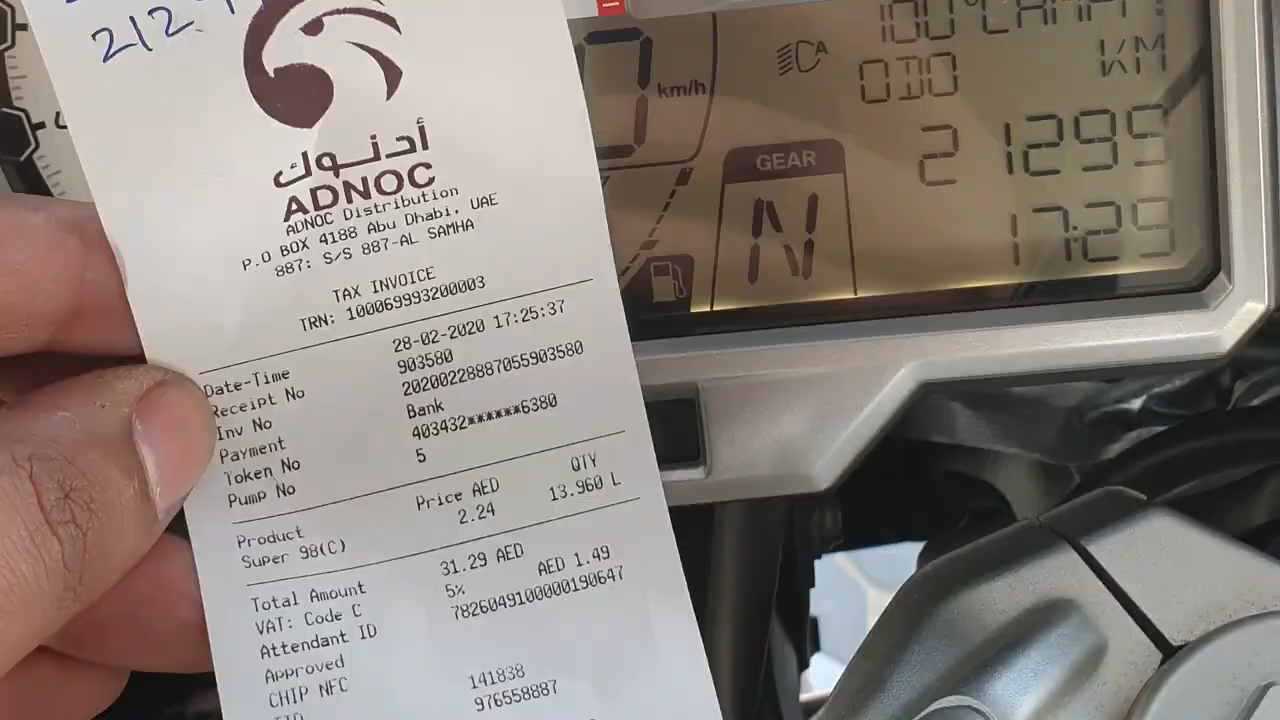 212
أدنوك
ADNOC
ADNOC Distribution
P.O BOX 4188 Abu Dhabi, UAE
887: S/S 887-AL SAMHA
TAX INVOICE
TRN: 100069993200003
Date-Time 28-02-2020 17:25:37
Receipt No 903580
Inv No 20200228887055903580
Payment Bank
Token No 403432******6380
Pump No 5
Product Price AED QTY
Super 98(C) 2.24 13.960 L
Total Amount 31.29 AED
VAT: Code C 5% AED 1.49
Attendant ID 7826049100000190647
Approved
CHIP NFC 141838
976558887
km/h
A
100°C
ODO KM
21299
17:29
GEAR
N